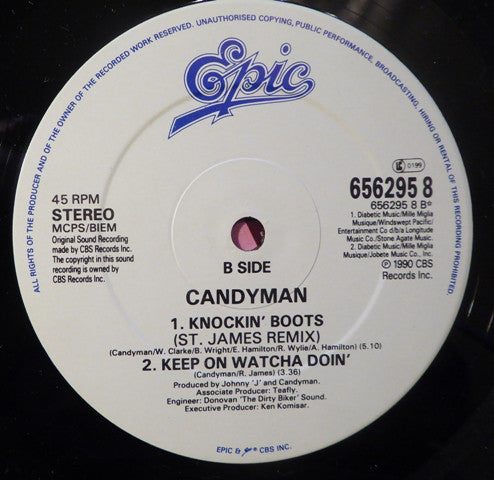 ALL RIGHTS OF THE PRODUCER AND OF THE OWNER OF THE RECORDED WORK RESERVED. UNAUTHORISED COPYING, PUBLIC PERFORMANCE, BROADCASTING, HIRING OR RENTAL OF THIS RECORDING PROHIBITED.
Epic
45 RPM
STEREO
MCPS/BIEM
Original Sound Recording
made by CBS Records Inc.
The copyright in this sound
recording is owned by
CBS Records Inc.
0199
656295 8
656295 8 B*
1. Diabetic Music/Mille Miglia
Musique/Windswept Pacific
Entertainment Co d/b/a Longitude
Music Co./Stone Agate Music.
2. Diabetic Music/Mille Miglia
Musique/Jobete Music Co., Inc.
℗ 1990 CBS
Records Inc.
B SIDE
CANDYMAN
1. KNOCKIN' BOOTS
(ST. JAMES REMIX)
(Candyman/W. Clarke/B. Wright/E. Hamilton/R. Wylie/A. Hamilton) (5.10)
2. KEEP ON WATCHA DOIN'
(Candyman/R. James) (3.36)
Produced by Johnny 'J' and Candyman.
Associate Producer: Teafly.
Engineer: Donovan 'The Dirty Biker' Sound.
Executive Producer: Ken Komisar.
EPIC & CBS INC.